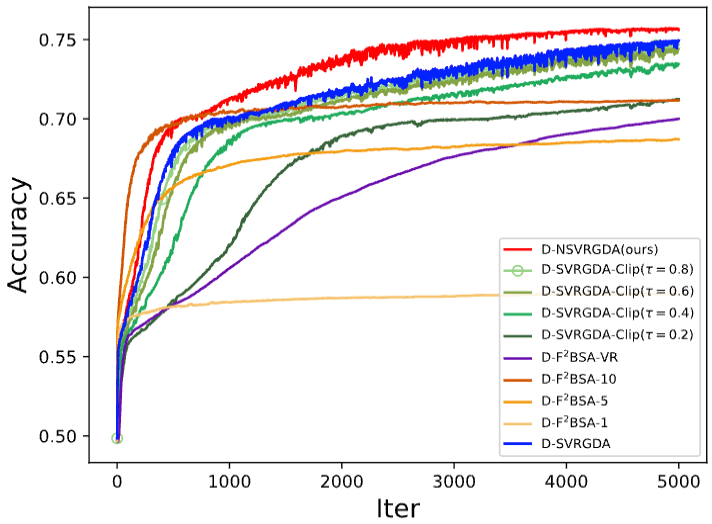 0.75
0.70
0.65
0.60
0.55
0.50
Accuracy
0
1000
2000
3000
4000
5000
Iter
D-NSVRGDA(ours)
D-SVRGDA-Clip(τ = 0.8)
D-SVRGDA-Clip(τ = 0.6)
D-SVRGDA-Clip(τ = 0.4)
D-SVRGDA-Clip(τ = 0.2)
D-F²BSA-VR
D-F²BSA-10
D-F²BSA-5
D-F²BSA-1
D-SVRGDA